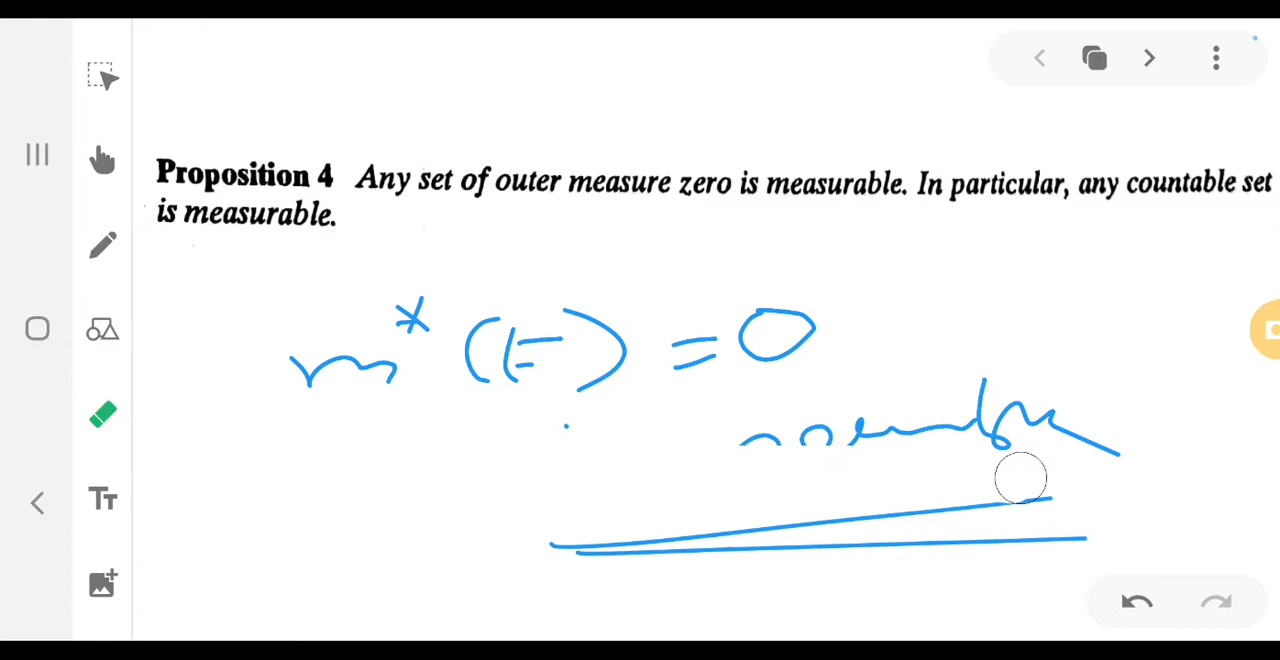 Proposition 4 Any set of outer measure zero is measurable. In particular, any countable set
is measurable.
m* (E) = 0